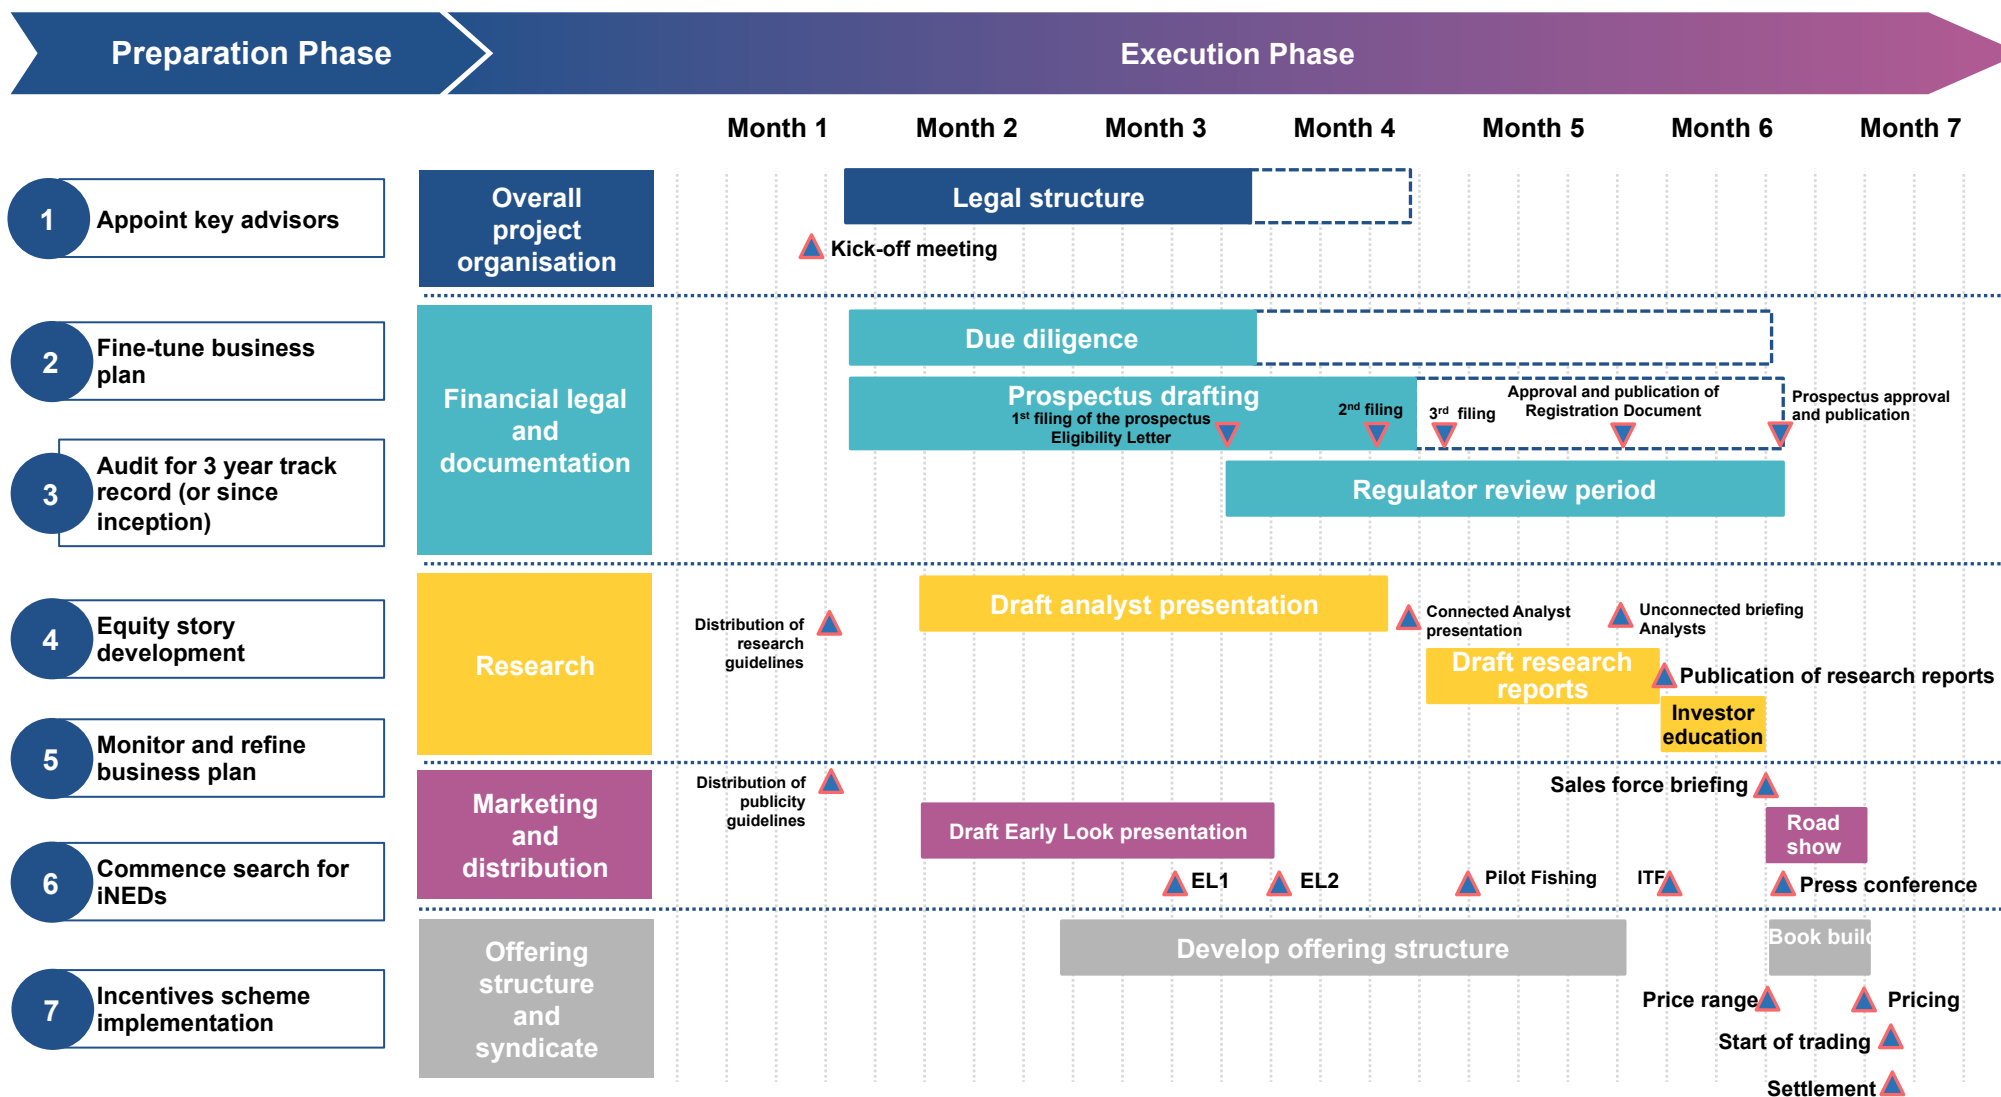 Preparation Phase
Execution Phase
Month 1
Month 2
Month 3
Month 4
Month 5
Month 6
Month 7
1
Appoint key advisors
2
Fine-tune business
plan
3
Audit for 3 year track
record (or since
inception)
4
Equity story
development
5
Monitor and refine
business plan
6
Commence search for
iNEDs
7
Incentives scheme
implementation
Overall
project
organisation
Legal structure
Kick-off meeting
Financial legal
and
documentation
Due diligence
Prospectus drafting
1st filing of the prospectus
Eligibility Letter
2nd filing
3rd filing
Approval and publication of
Registration Document
Prospectus approval
and publication
Regulator review period
Research
Distribution of
research
guidelines
Draft analyst presentation
Connected Analyst
presentation
Unconnected briefing
Analysts
Draft research
reports
Publication of research reports
Investor
education
Marketing
and
distribution
Distribution of
publicity
guidelines
Sales force briefing
Draft Early Look presentation
Road
show
EL1
EL2
Pilot Fishing
ITF
Press conference
Offering
structure
and
syndicate
Develop offering structure
Book build
Price range
Pricing
Start of trading
Settlement